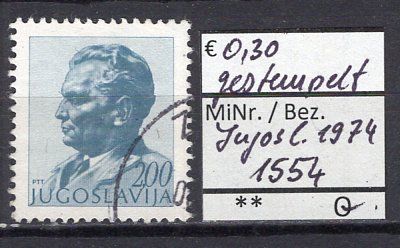 PTT
2,00
JUGOSLAVIJA
€ 0,30
gestempelt
MiNr. / Bez.
Jugosl. 1974
1554
**